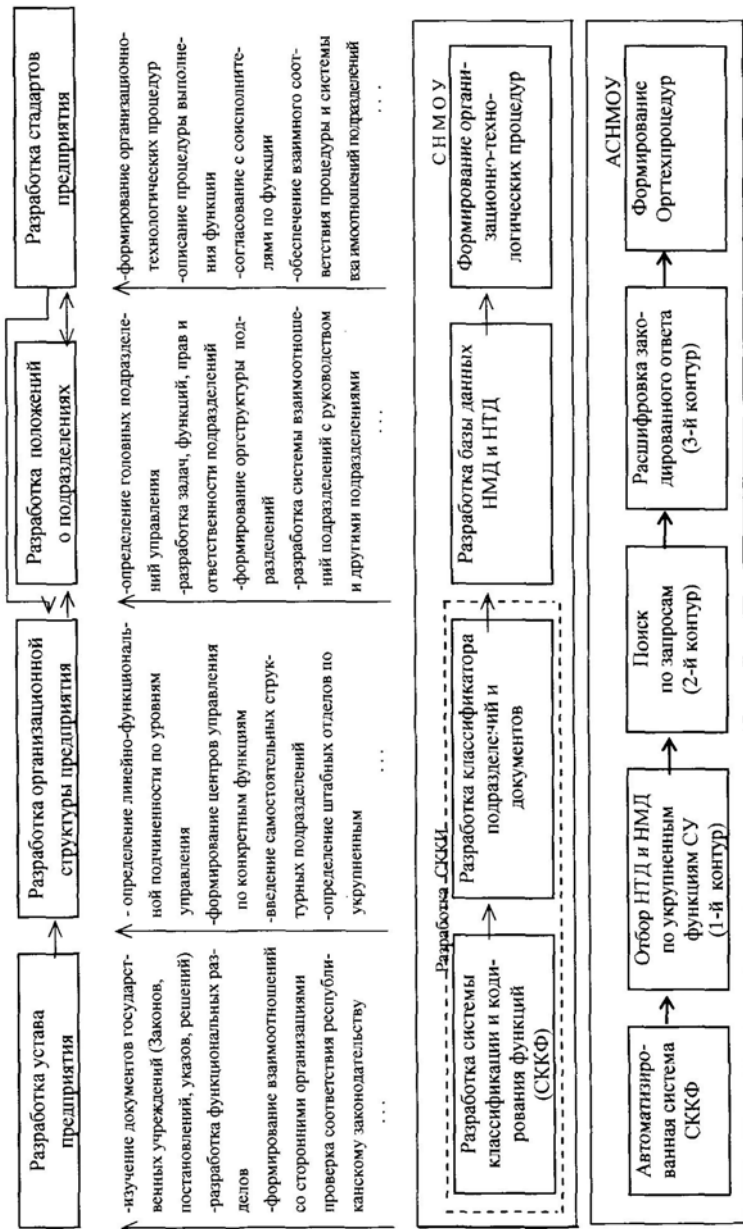 Разработка устава
предприятия
Разработка организационной
структуры предприятия
Разработка положений
о подразделениях
Разработка стадартов
предприятия
-изучение документов государст-
венных учреждений (Законов,
постановлений, указов, решений)
-разработка функциональных раз-
делов
-формирование взаимоотношений
со сторонними организациями
проверка соответствия республи-
канскому законодательству
. . .
- определение линейно-функциональ-
ной подчиненности по уровням
управления
-формирование центров управления
по конкретным функциям
-введение самостоятельных струк-
турных подразделений
-определение штабных отделов по
укрупненным
. . .
-определение головных подразделе-
ний управления
-разработка задач, функций, прав и
ответственности подразделений
-формирование оргструктуры под-
разделений
-разработка системы взаимоотноше-
ний подразделений с руководством
и другими подразделениями
. . .
-формирование организационно-
технологических процедур
-описание процедуры выполне-
ния функции
-согласование с соисполните-
лями по функции
-обеспечение взаимного соот-
ветствия процедуры и системы
вза имоотношений подразделений
. . .
СНМОУ
Разработка СККИ
Разработка системы
классификации и коди-
рования функций
(СККФ)
Разработка классификатора
подразделений и
документов
Разработка базы данных
НМД и НТД
Формирование органи-
зационно-техно-
логических процедур
АСНМОУ
Автоматизиро-
ванная система
СККФ
Отбор НТД и НМД
по укрупненным
функциям СУ
(1-й контур)
Поиск
по запросам
(2-й контур)
Расшифровка зако-
дированного ответа
(3-й контур)
Формирование
Оргтехпроцедур